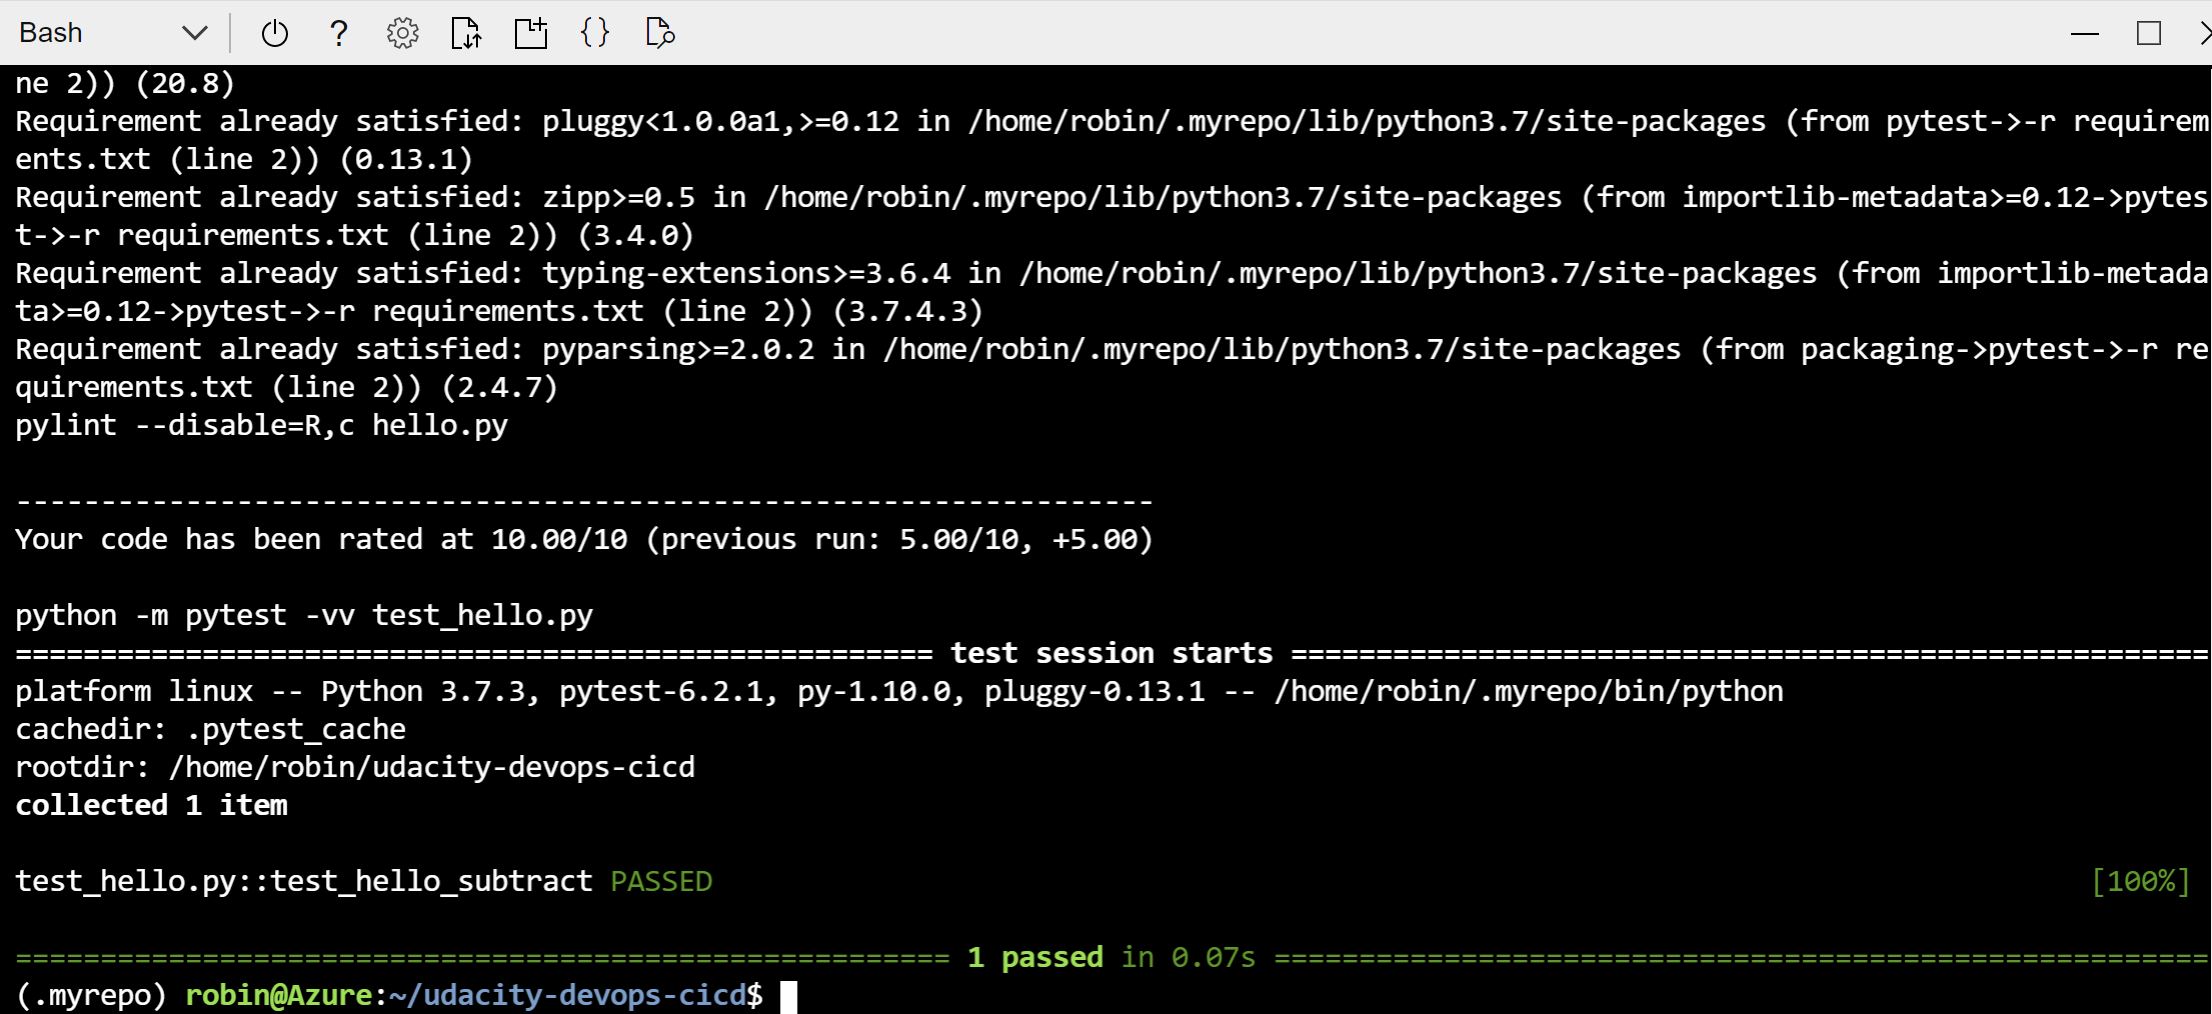 Bash
ne 2)) (20.8)
Requirement already satisfied: pluggy<1.0.0a1,>=0.12 in /home/robin/.myrepo/lib/python3.7/site-packages (from pytest->-r requirem
ents.txt (line 2)) (0.13.1)
Requirement already satisfied: zipp>=0.5 in /home/robin/.myrepo/lib/python3.7/site-packages (from importlib-metadata>=0.12->pytes
t->-r requirements.txt (line 2)) (3.4.0)
Requirement already satisfied: typing-extensions>=3.6.4 in /home/robin/.myrepo/lib/python3.7/site-packages (from importlib-metada
ta>=0.12->pytest->-r requirements.txt (line 2)) (3.7.4.3)
Requirement already satisfied: pyparsing>=2.0.2 in /home/robin/.myrepo/lib/python3.7/site-packages (from packaging->pytest->-r re
quirements.txt (line 2)) (2.4.7)
pylint --disable=R,c hello.py
-------------------------------------------------------------------
Your code has been rated at 10.00/10 (previous run: 5.00/10, +5.00)
python -m pytest -vv test_hello.py
====================================================== test session starts ======================================================
platform linux -- Python 3.7.3, pytest-6.2.1, py-1.10.0, pluggy-0.13.1 -- /home/robin/.myrepo/bin/python
cachedir: .pytest_cache
rootdir: /home/robin/udacity-devops-cicd
collected 1 item
test_hello.py::test_hello_subtract PASSED [100%]
======================================================= 1 passed in 0.07s =======================================================
(.myrepo) robin@Azure:~/udacity-devops-cicd$